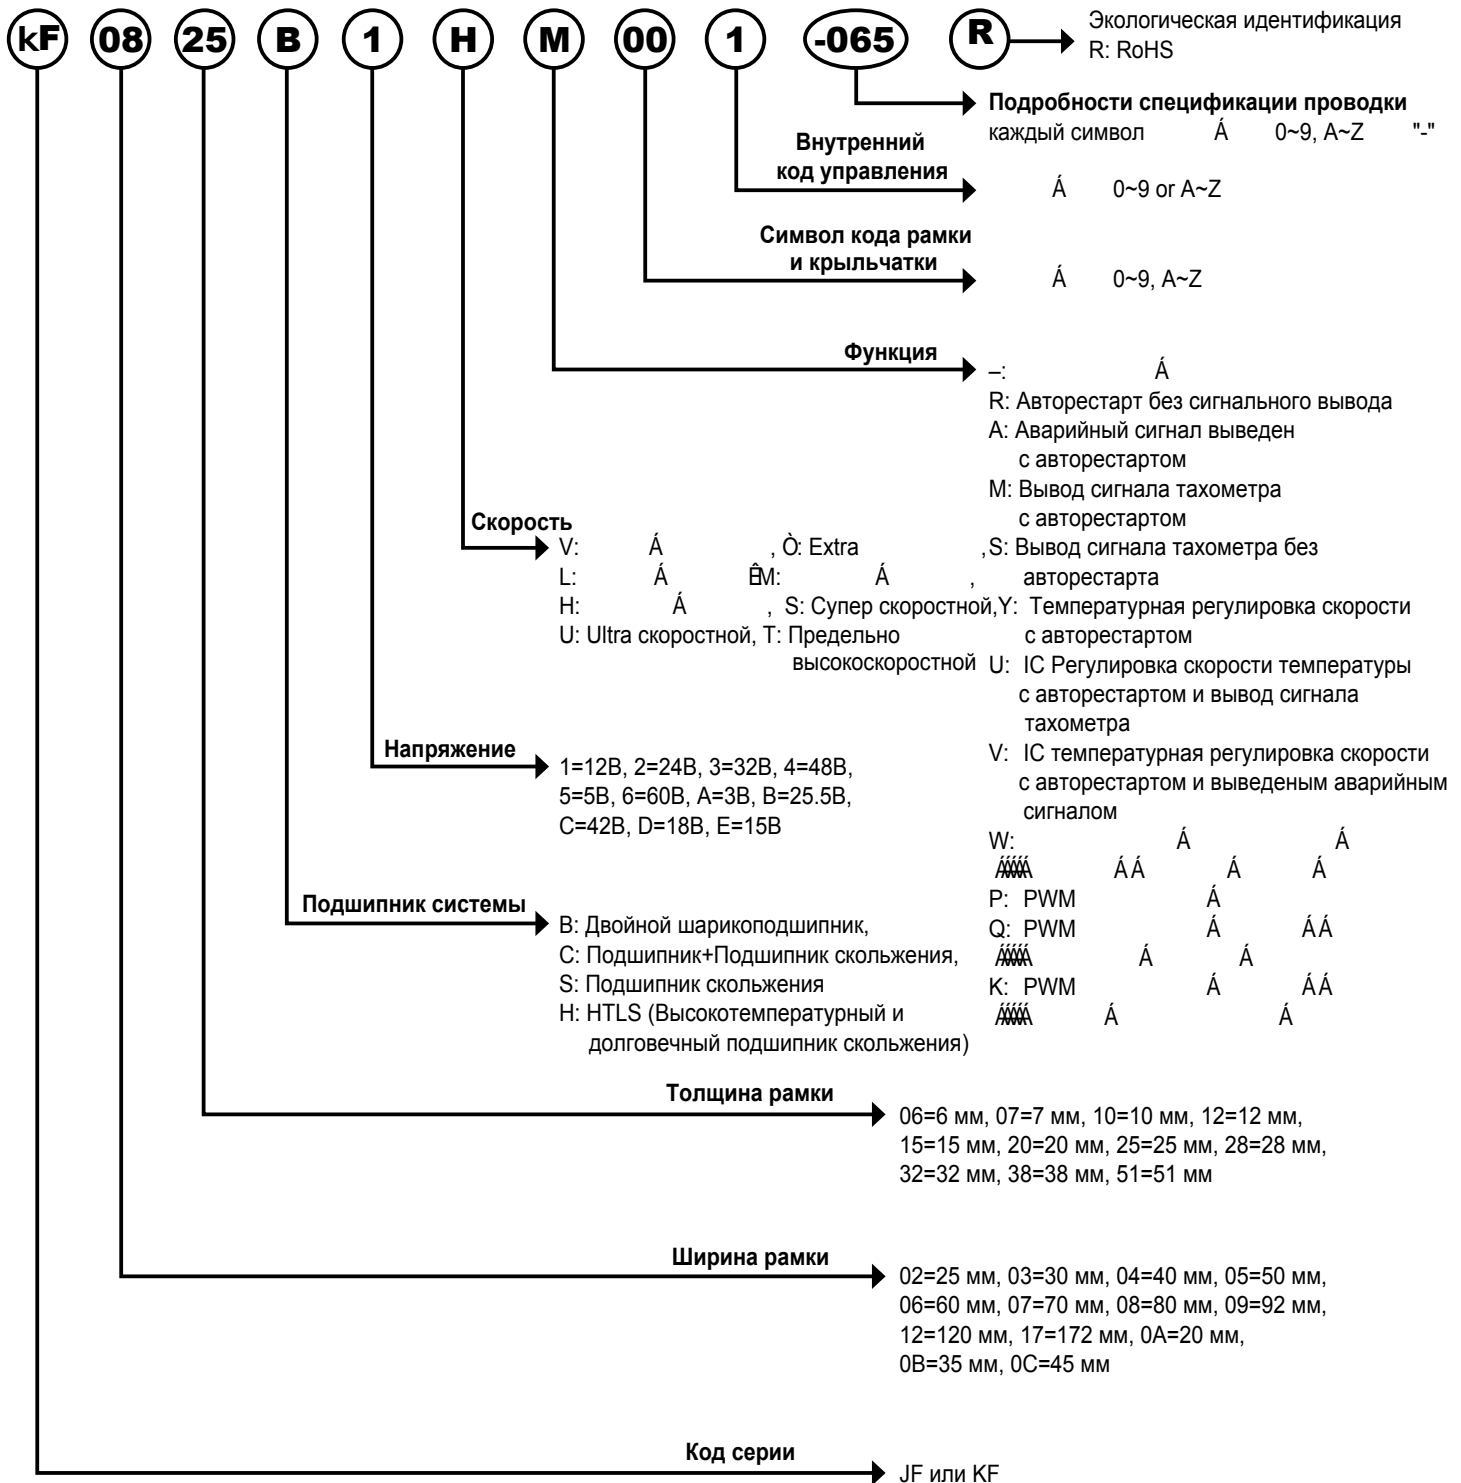 kF 08 25 B 1 H M 00 1 -065 R
Экологическая идентификация
R: RoHS
Подробности спецификации проводки
каждый символ Á 0~9, A~Z "-"
Внутренний
код управления
Á 0~9 or A~Z
Символ кода рамки
и крыльчатки
Á 0~9, A~Z
Функция
–: Á
R: Авторестарт без сигнального вывода
A: Аварийный сигнал выведен
с авторестартом
M: Вывод сигнала тахометра
с авторестартом
S: Вывод сигнала тахометра без
авторестарта
Y: Температурная регулировка скорости
с авторестартом
U: IC Регулировка скорости температуры
с авторестартом и вывод сигнала
тахометра
V: IC температурная регулировка скорости
с авторестартом и выведеным аварийным
сигналом
W: Á Á
Á Á Á Á
P: PWM Á
Q: PWM Á Á Á
Á Á
K: PWM Á Á Á
Á Á
Скорость
V: Á , Ò: Extra ,
L: Á M: Á ,
H: Á , S: Супер скоростной,
U: Ultra скоростной, T: Предельно
высокоскоростной
Напряжение
1=12В, 2=24В, 3=32В, 4=48В,
5=5В, 6=60В, A=3В, B=25.5В,
C=42В, D=18В, E=15В
Подшипник системы
B: Двойной шарикоподшипник,
C: Подшипник+Подшипник скольжения,
S: Подшипник скольжения
H: HTLS (Высокотемпературный и
долговечный подшипник скольжения)
Толщина рамки
06=6 мм, 07=7 мм, 10=10 мм, 12=12 мм,
15=15 мм, 20=20 мм, 25=25 мм, 28=28 мм,
32=32 мм, 38=38 мм, 51=51 мм
Ширина рамки
02=25 мм, 03=30 мм, 04=40 мм, 05=50 мм,
06=60 мм, 07=70 мм, 08=80 мм, 09=92 мм,
12=120 мм, 17=172 мм, 0A=20 мм,
0B=35 мм, 0C=45 мм
Код серии
JF или KF